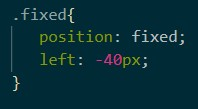 .fixed{
    position: fixed;
    left: -40px;
}